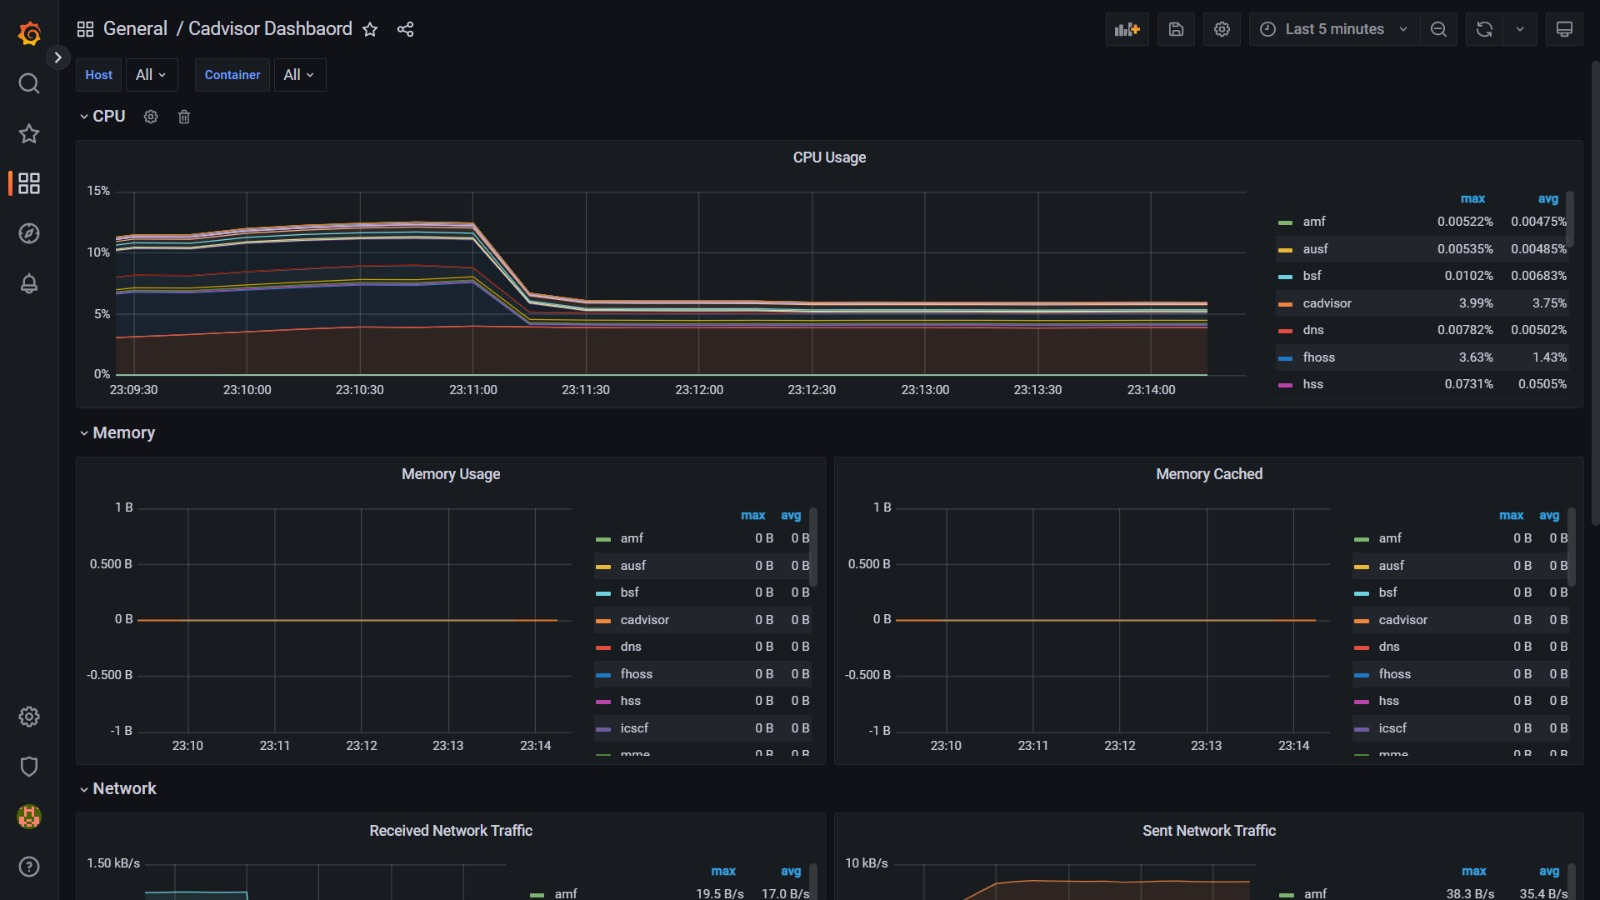 General / Cadvisor Dashbaord
Last 5 minutes
Host All Container All
CPU
CPU Usage
15%
10%
5%
0%
23:09:30 23:10:00 23:10:30 23:11:00 23:11:30 23:12:00 23:12:30 23:13:00 23:13:30 23:14:00
max avg
amf 0.00522% 0.00475%
ausf 0.00535% 0.00485%
bsf 0.0102% 0.00683%
cadvisor 3.99% 3.75%
dns 0.00782% 0.00502%
fhoss 3.63% 1.43%
hss 0.0731% 0.0505%
Memory
Memory Usage
1 B
0.500 B
0 B
-0.500 B
-1 B
23:10 23:11 23:12 23:13 23:14
max avg
amf 0 B 0 B
ausf 0 B 0 B
bsf 0 B 0 B
cadvisor 0 B 0 B
dns 0 B 0 B
fhoss 0 B 0 B
hss 0 B 0 B
icscf 0 B 0 B
mme 0 B 0 B
Memory Cached
1 B
0.500 B
0 B
-0.500 B
-1 B
23:10 23:11 23:12 23:13 23:14
max avg
amf 0 B 0 B
ausf 0 B 0 B
bsf 0 B 0 B
cadvisor 0 B 0 B
dns 0 B 0 B
fhoss 0 B 0 B
hss 0 B 0 B
icscf 0 B 0 B
mme 0 B 0 B
Network
Received Network Traffic
1.50 kB/s
max avg
amf 19.5 B/s 17.0 B/s
Sent Network Traffic
10 kB/s
max avg
amf 38.3 B/s 35.4 B/s